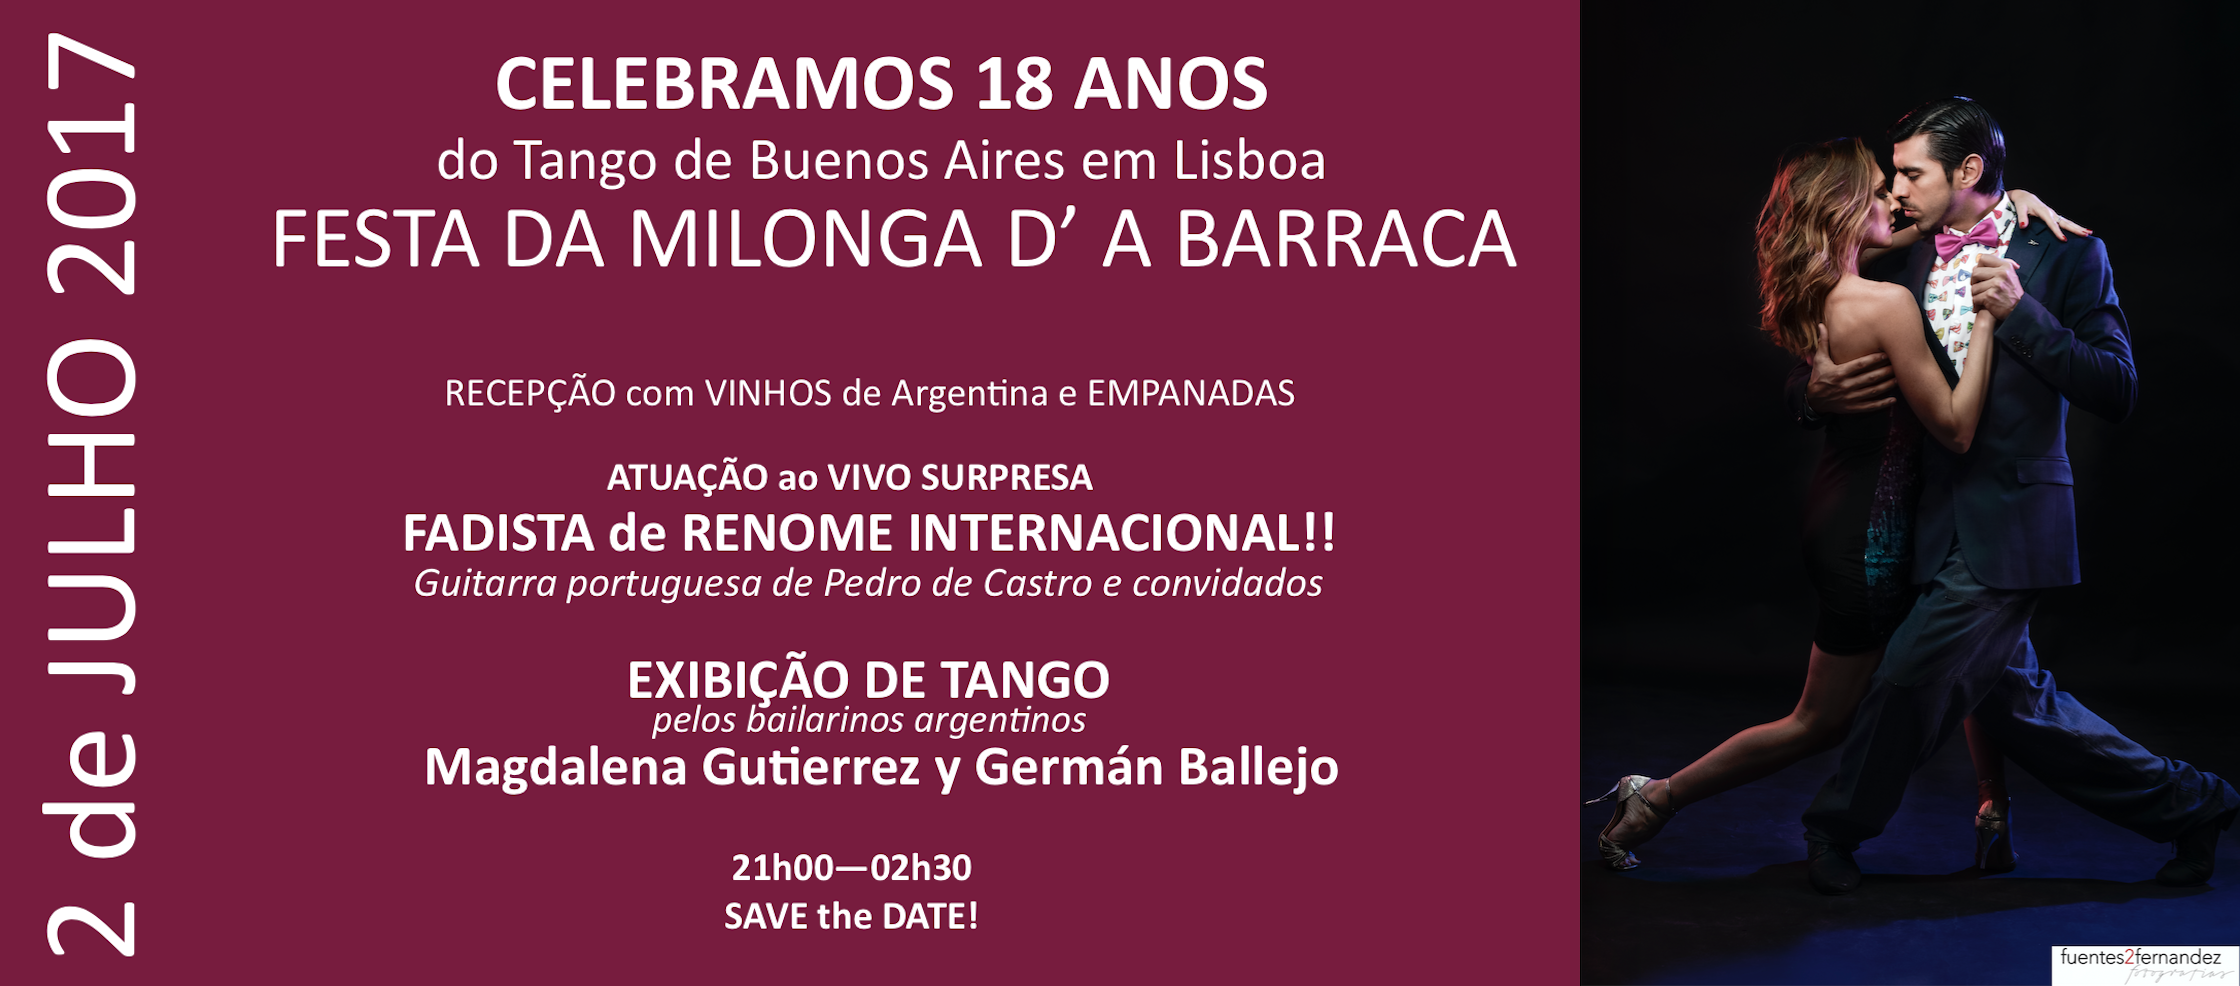 2 de JULHO 2017
CELEBRAMOS 18 ANOS
do Tango de Buenos Aires em Lisboa
FESTA DA MILONGA D’ A BARRACA
RECEPÇÃO com VINHOS de Argentina e EMPANADAS
ATUAÇÃO ao VIVO SURPRESA
FADISTA de RENOME INTERNACIONAL!!
Guitarra portuguesa de Pedro de Castro e convidados
EXIBIÇÃO DE TANGO
pelos bailarinos argentinos
Magdalena Gutierrez y Germán Ballejo
21h00—02h30
SAVE the DATE!
fuentes2fernandez
fotografias